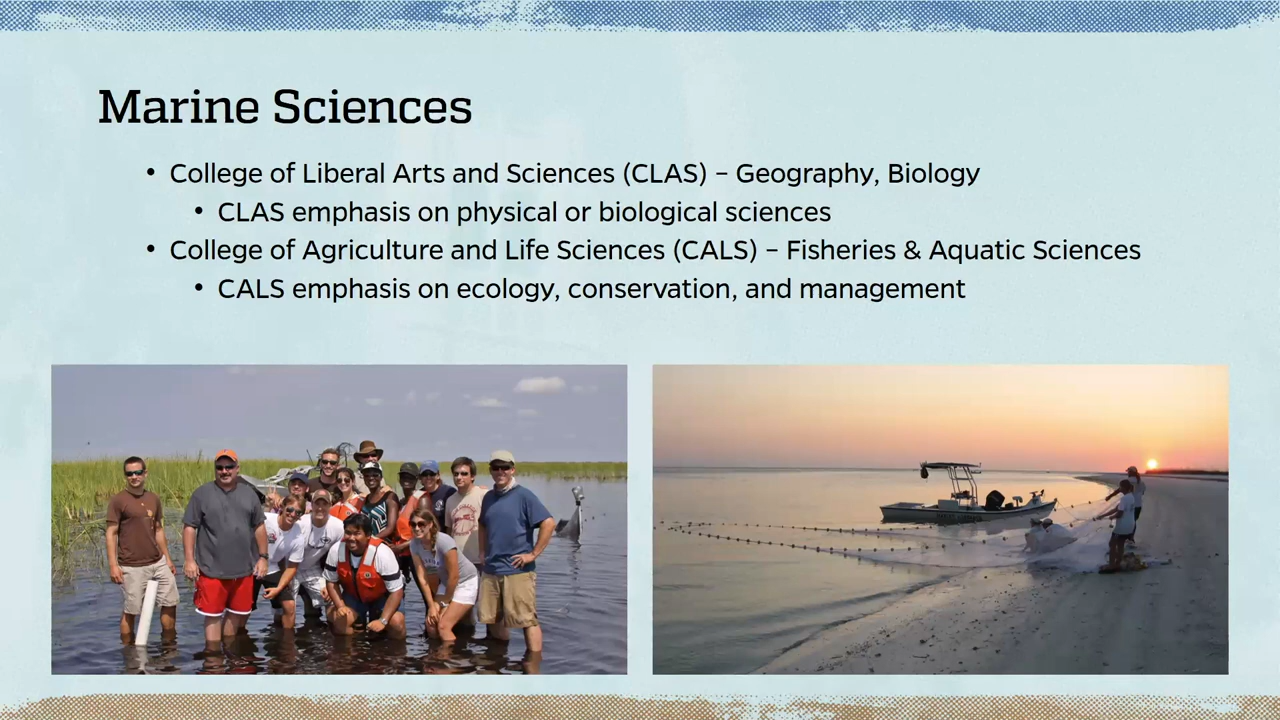 Marine Sciences
• College of Liberal Arts and Sciences (CLAS) – Geography, Biology
• CLAS emphasis on physical or biological sciences
• College of Agriculture and Life Sciences (CALS) – Fisheries & Aquatic Sciences
• CALS emphasis on ecology, conservation, and management